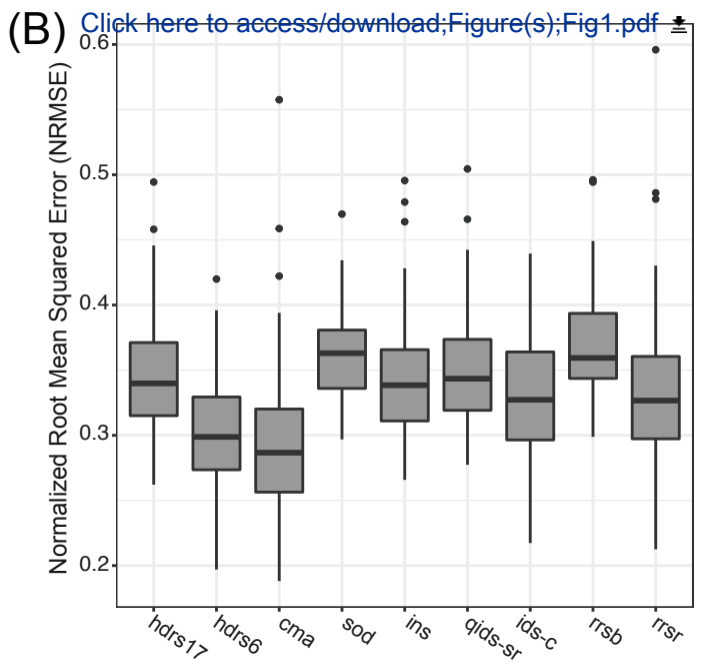 (B) Click here to access/download;Figure(s);Fig1.pdf
Normalized Root Mean Squared Error (NRMSE)
0.6
0.5
0.4
0.3
0.2
hdrs17 hdrs6 cma sod ins qids-sr ids-c rrsb rrsr